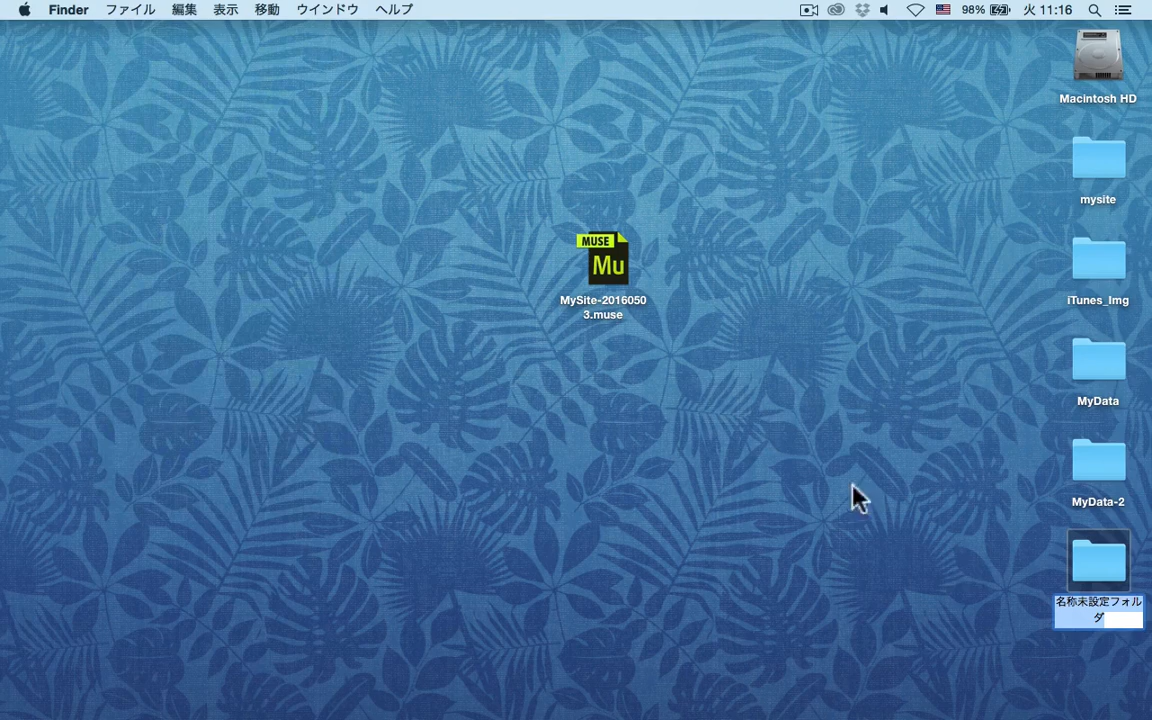 Finder ファイル 編集 表示 移動 ウインドウ ヘルプ 98% 火 11:16
Macintosh HD
mysite
MUSE
Mu
MySite-2016050
3.muse
iTunes_Img
MyData
MyData-2
名称未設定フォル
ダ